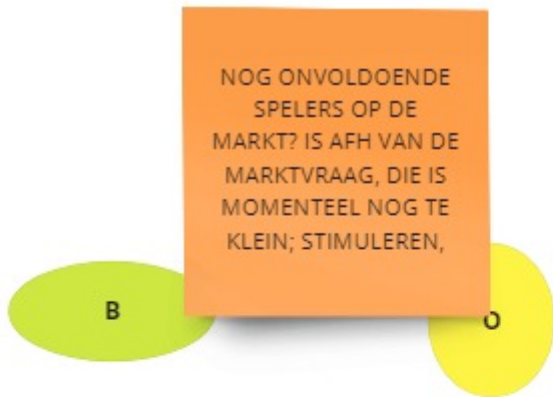 NOG ONVOLDOENDE
SPELERS OP DE
MARKT? IS AFH VAN DE
MARKTVRAAG, DIE IS
MOMENTEEL NOG TE
KLEIN; STIMULEREN,
B
O